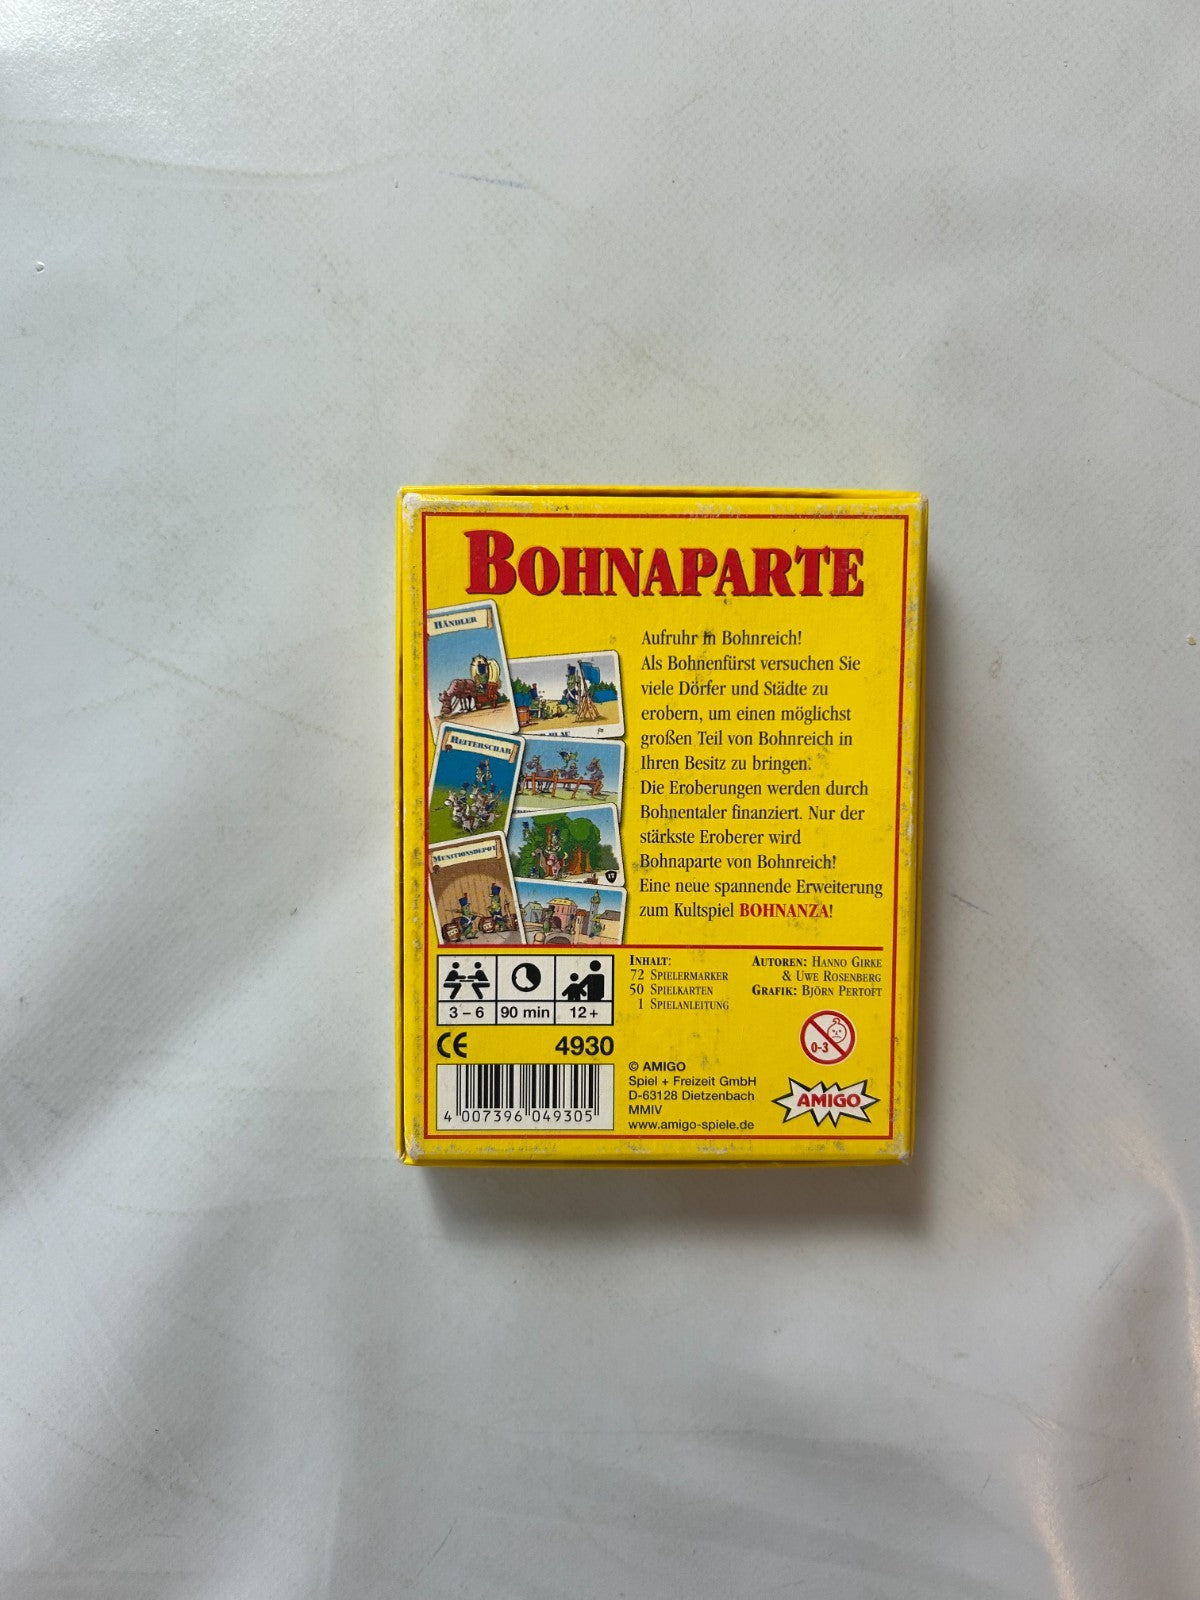 BOHNAPARTE
HÄNDLER
REITERSCHAR
MUNITIONSDEPOT
17
Aufruhr in Bohnreich!
Als Bohnenfürst versuchen Sie
viele Dörfer und Städte zu
erobern, um einen möglichst
großen Teil von Bohnreich in
Ihren Besitz zu bringen.
Die Eroberungen werden durch
Bohnentaler finanziert. Nur der
stärkste Eroberer wird
Bohnaparte von Bohnreich!
Eine neue spannende Erweiterung
zum Kultspiel BOHNANZA!
3 – 6 90 min 12+
CE 4930
4 007396 049305
INHALT:
72 SPIELERMARKER
50 SPIELKARTEN
1 SPIELANLEITUNG
AUTOREN: HANNO GIRKE
& UWE ROSENBERG
GRAFIK: BJÖRN PERTOFT
0-3
© AMIGO
Spiel + Freizeit GmbH
D-63128 Dietzenbach
MMIV
www.amigo-spiele.de
AMIGO